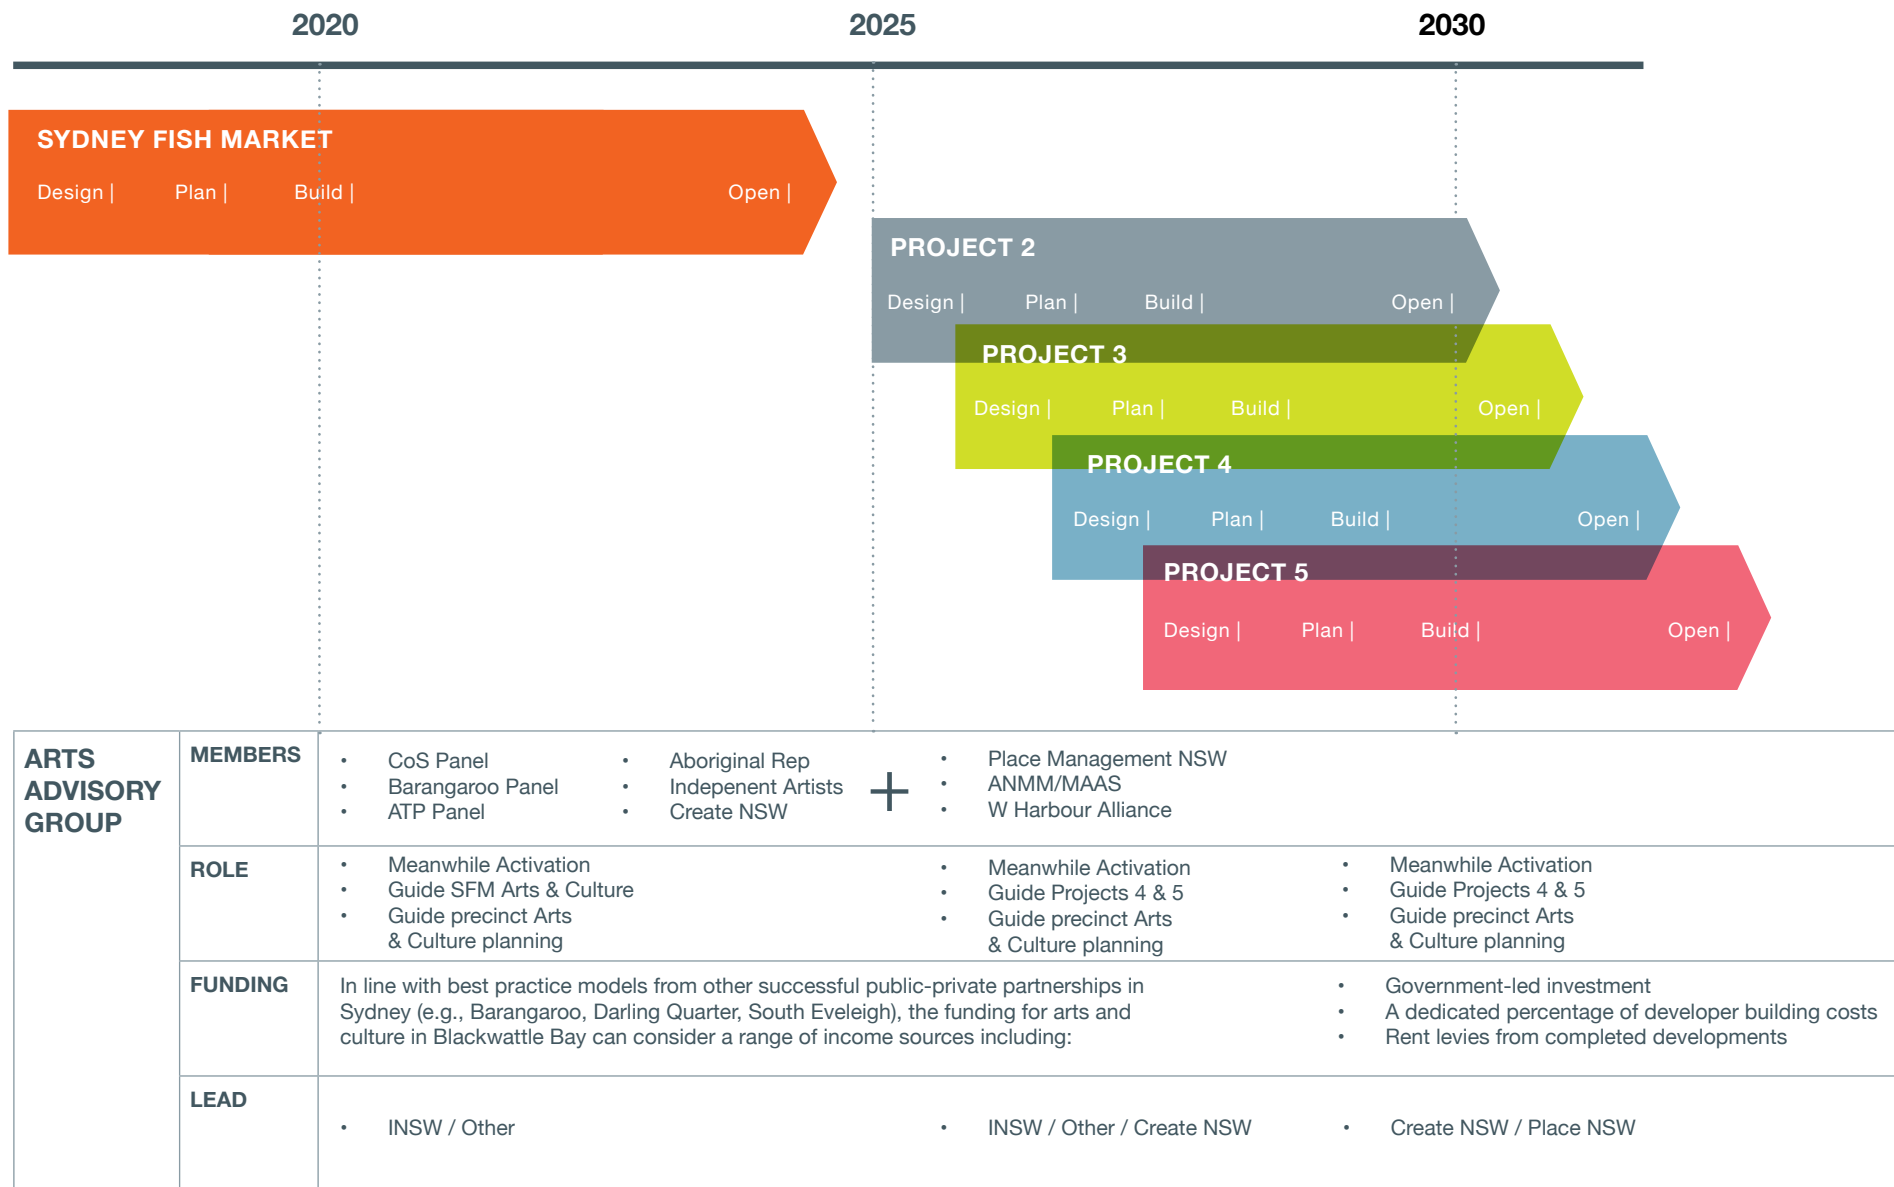 2020
2025
2030
SYDNEY FISH MARKET
Design |
Plan |
Build |
Open |
PROJECT 2
Design |
Plan |
Build |
Open |
PROJECT 3
Design |
Plan |
Build |
Open |
PROJECT 4
Design |
Plan |
Build |
Open |
PROJECT 5
Design |
Plan |
Build |
Open |
ARTS
ADVISORY
GROUP
MEMBERS
• CoS Panel
• Barangaroo Panel
• ATP Panel
• Aboriginal Rep
• Indepenent Artists
• Create NSW
+
• Place Management NSW
• ANMM/MAAS
• W Harbour Alliance
ROLE
• Meanwhile Activation
• Guide SFM Arts & Culture
• Guide precinct Arts
& Culture planning
• Meanwhile Activation
• Guide Projects 4 & 5
• Guide precinct Arts
& Culture planning
• Meanwhile Activation
• Guide Projects 4 & 5
• Guide precinct Arts
& Culture planning
FUNDING
In line with best practice models from other successful public-private partnerships in
Sydney (e.g., Barangaroo, Darling Quarter, South Eveleigh), the funding for arts and
culture in Blackwattle Bay can consider a range of income sources including:
• Government-led investment
• A dedicated percentage of developer building costs
• Rent levies from completed developments
LEAD
• INSW / Other
• INSW / Other / Create NSW
• Create NSW / Place NSW